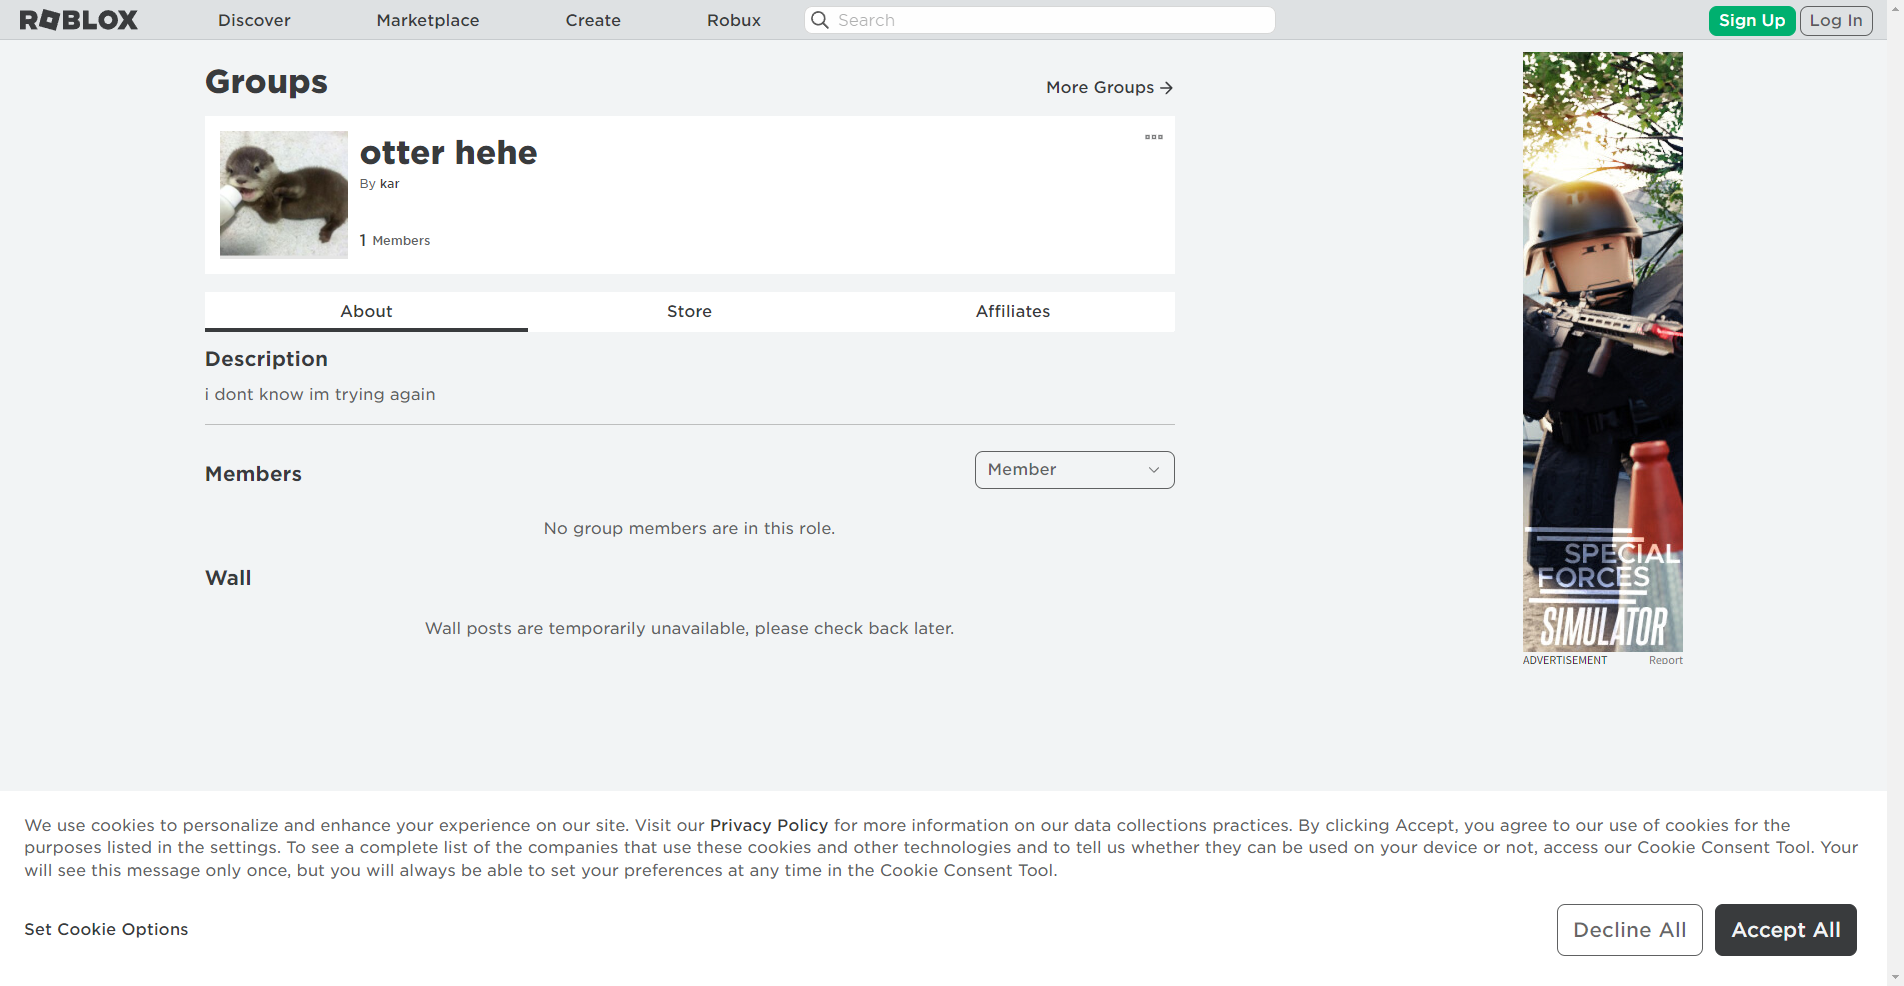 ROBLOX
Discover
Marketplace
Create
Robux
Search
Sign Up
Log In
Groups
More Groups →
otter hehe
By kar
1 Members
About
Store
Affiliates
Description
i dont know im trying again
Members
Member
No group members are in this role.
Wall
Wall posts are temporarily unavailable, please check back later.
SPECIAL
FORCES
SIMULATOR
ADVERTISEMENT
Report
We use cookies to personalize and enhance your experience on our site. Visit our Privacy Policy for more information on our data collections practices. By clicking Accept, you agree to our use of cookies for the
purposes listed in the settings. To see a complete list of the companies that use these cookies and other technologies and to tell us whether they can be used on your device or not, access our Cookie Consent Tool. Your
will see this message only once, but you will always be able to set your preferences at any time in the Cookie Consent Tool.
Set Cookie Options
Decline All
Accept All